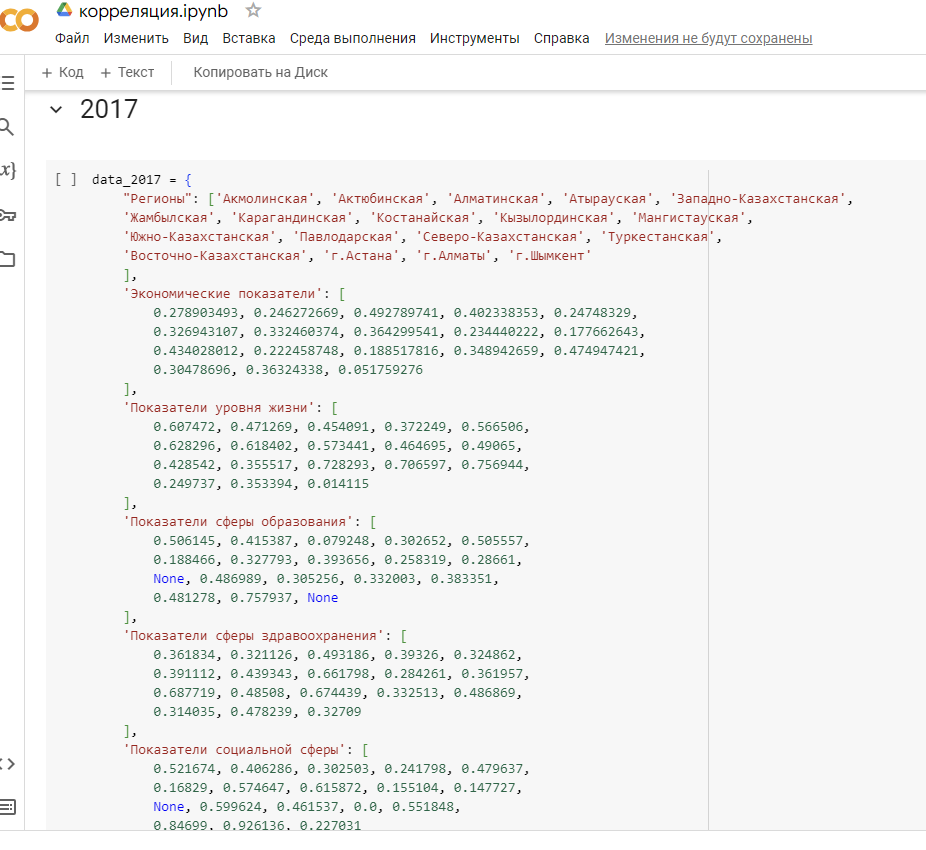 CO корреляция.ipynb
Файл Изменить Вид Вставка Среда выполнения Инструменты Справка Изменения не будут сохранены
+ Код + Текст Копировать на Диск
2017
[ ] data_2017 = {
"Регионы": ['Акмолинская', 'Актюбинская', 'Алматинская', 'Атырауская', 'Западно-Казахстанская',
'Жамбылская', 'Карагандинская', 'Костанайская', 'Кызылординская', 'Мангистауская',
'Южно-Казахстанская', 'Павлодарская', 'Северо-Казахстанская', 'Туркестанская',
'Восточно-Казахстанская', 'г.Астана', 'г.Алматы', 'г.Шымкент'
],
'Экономические показатели': [
0.278903493, 0.246272669, 0.492789741, 0.402338353, 0.24748329,
0.326943107, 0.332460374, 0.364299541, 0.234440222, 0.177662643,
0.434028012, 0.222458748, 0.188517816, 0.348942659, 0.474947421,
0.30478696, 0.36324338, 0.051759276
],
'Показатели уровня жизни': [
0.607472, 0.471269, 0.454091, 0.372249, 0.566506,
0.628296, 0.618402, 0.573441, 0.464695, 0.49065,
0.428542, 0.355517, 0.728293, 0.706597, 0.756944,
0.249737, 0.353394, 0.014115
],
'Показатели сферы образования': [
0.506145, 0.415387, 0.079248, 0.302652, 0.505557,
0.188466, 0.327793, 0.393656, 0.258319, 0.28661,
None, 0.486989, 0.305256, 0.332003, 0.383351,
0.481278, 0.757937, None
],
'Показатели сферы здравоохранения': [
0.361834, 0.321126, 0.493186, 0.39326, 0.324862,
0.391112, 0.439343, 0.661798, 0.284261, 0.361957,
0.687719, 0.48508, 0.674439, 0.332513, 0.486869,
0.314035, 0.478239, 0.32709
],
'Показатели социальной сферы': [
0.521674, 0.406286, 0.302503, 0.241798, 0.479637,
0.16829, 0.574647, 0.615872, 0.155104, 0.147727,
None, 0.599624, 0.461537, 0.0, 0.551848,
0.84699, 0.926136, 0.227031